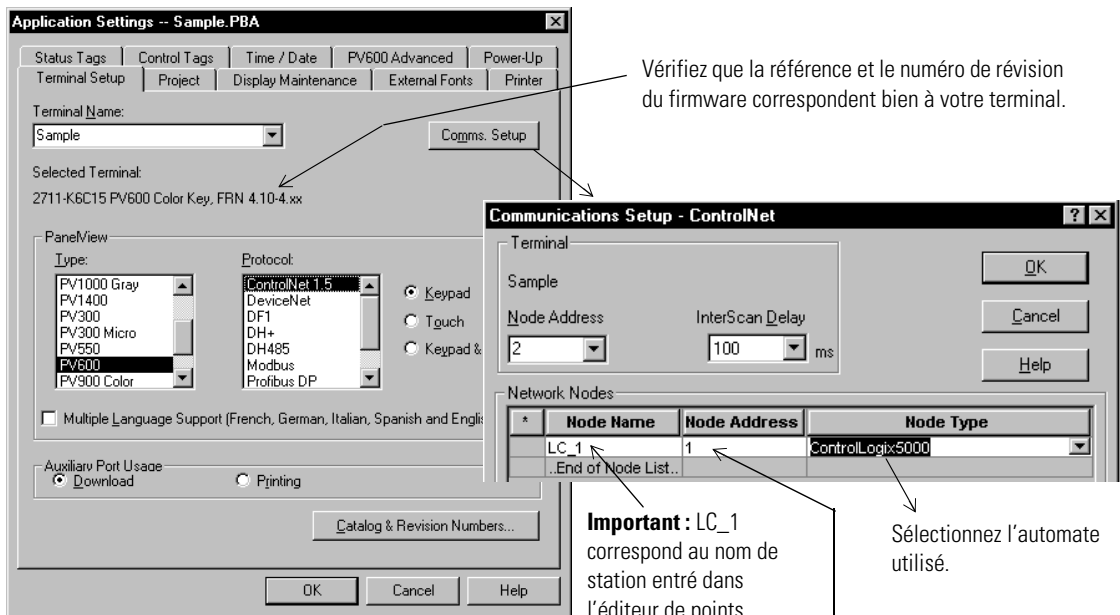 Application Settings -- Sample.PBA
Status Tags
Control Tags
Time / Date
PV600 Advanced
Power-Up
Terminal Setup
Project
Display Maintenance
External Fonts
Printer
Vérifiez que la référence et le numéro de révision
du firmware correspondent bien à votre terminal.
Terminal Name:
Sample
Comms. Setup
Selected Terminal:
2711-K6C15 PV600 Color Key, FRN 4.10-4.xx
PanelView
Type:
PV1000 Gray
PV1400
PV300
PV300 Micro
PV550
PV600
PV900 Color
Protocol:
ControlNet 1.5
DeviceNet
DF1
DH+
DH485
Modbus
Profibus DP
Keypad
Touch
Keypad &
Multiple Language Support (French, German, Italian, Spanish and Englis
Auxiliary Port Usage
Download
Printing
Catalog & Revision Numbers...
OK
Cancel
Help
Communications Setup - ControlNet
Terminal
Sample
Node Address
2
InterScan Delay
100
ms
OK
Cancel
Help
Network Nodes
* Node Name Node Address Node Type
LC_1 1 ControlLogix5000
..End of Node List..
Important : LC_1
correspond au nom de
station entré dans
l'éditeur de points
Sélectionnez l'automate
utilisé.